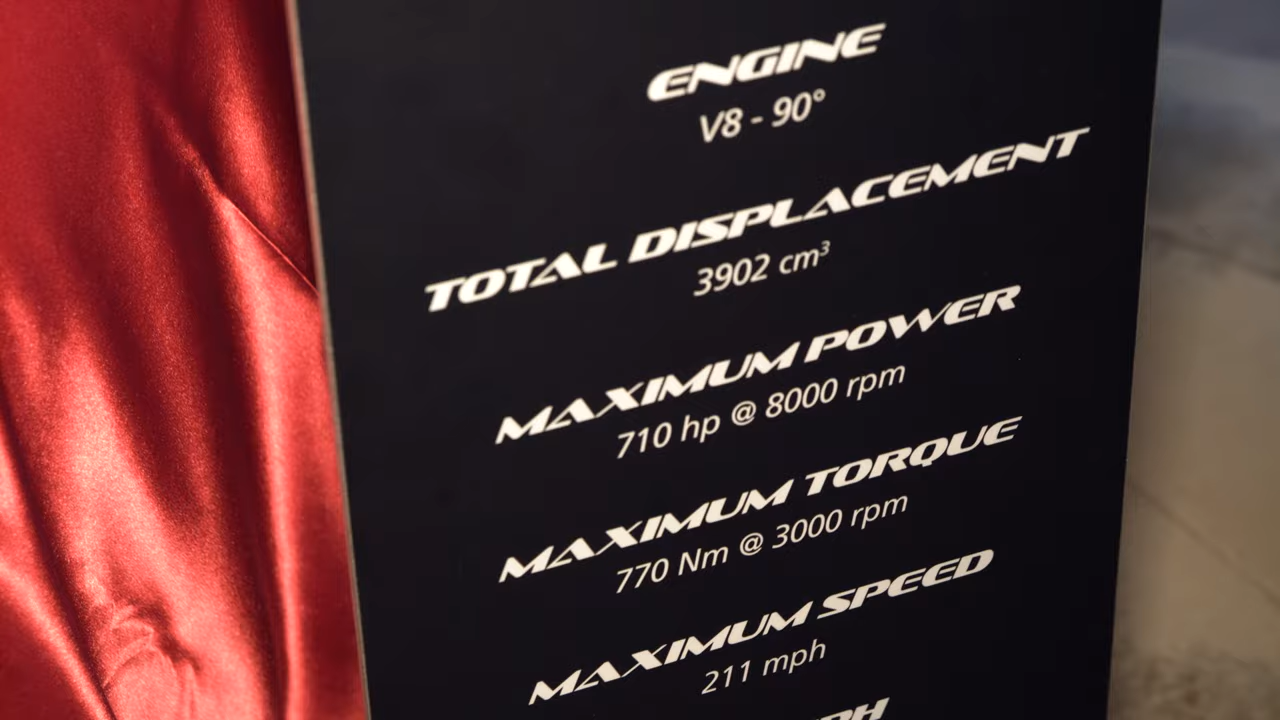 ENGINE
V8 - 90°
TOTAL DISPLACEMENT
3902 cm³
MAXIMUM POWER
710 hp @ 8000 rpm
MAXIMUM TORQUE
770 Nm @ 3000 rpm
MAXIMUM SPEED
211 mph